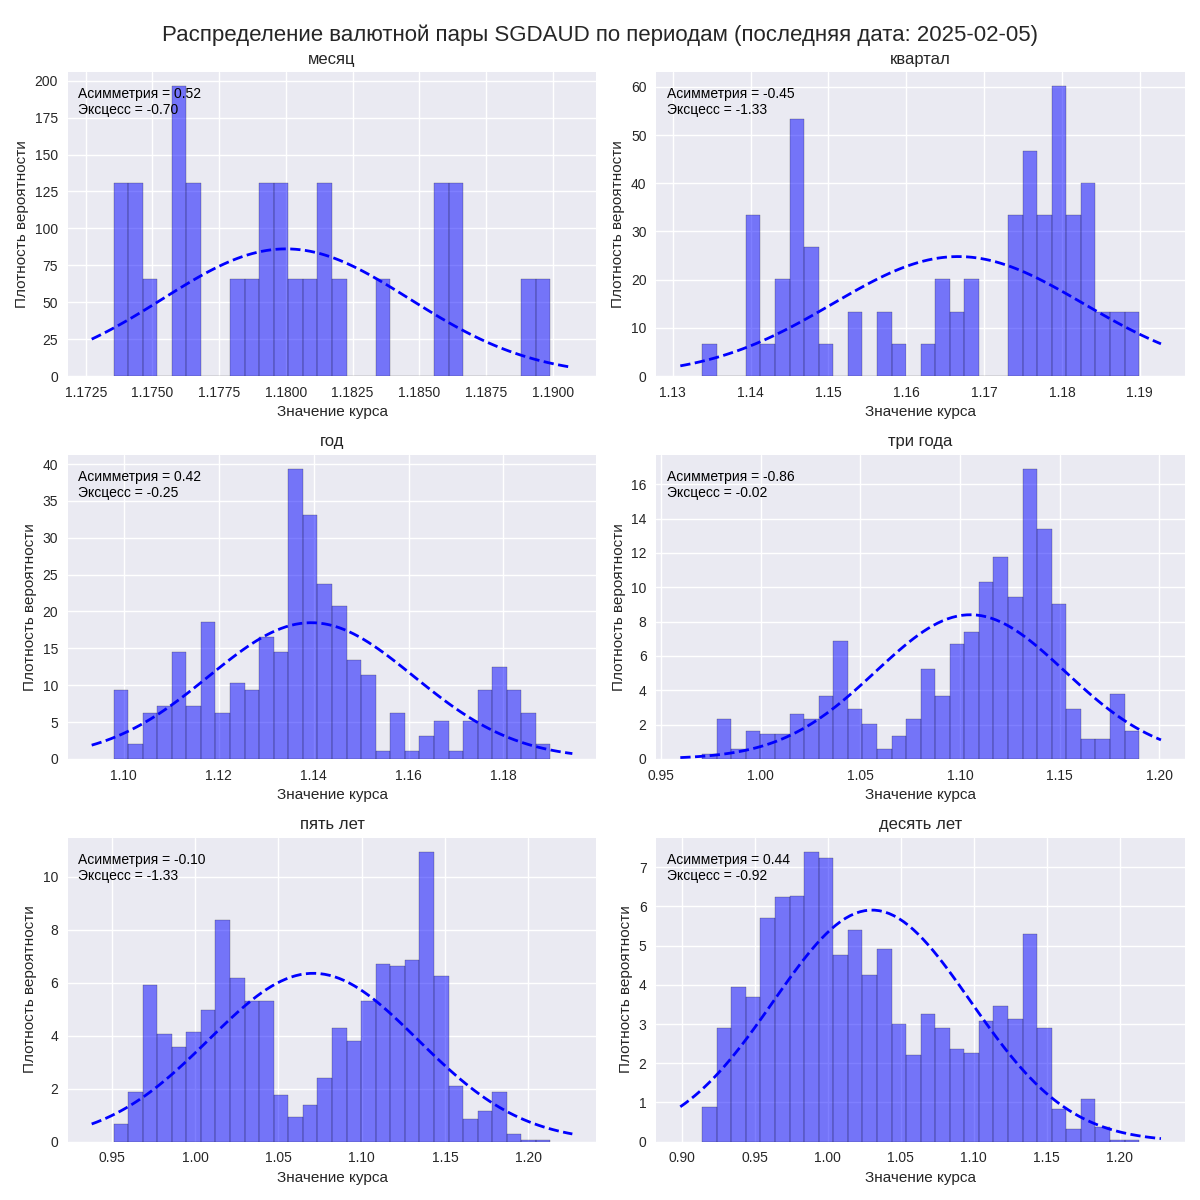 Распределение валютной пары SGDAUD по периодам (последняя дата: 2025-02-05)
месяц
Асимметрия = 0.52
Эксцесс = -0.70
Плотность вероятности
200
175
150
125
100
75
50
25
0
1.1725 1.1750 1.1775 1.1800 1.1825 1.1850 1.1875 1.1900
Значение курса
квартал
Асимметрия = -0.45
Эксцесс = -1.33
Плотность вероятности
60
50
40
30
20
10
0
1.13 1.14 1.15 1.16 1.17 1.18 1.19
Значение курса
год
Асимметрия = 0.42
Эксцесс = -0.25
Плотность вероятности
40
35
30
25
20
15
10
5
0
1.10 1.12 1.14 1.16 1.18
Значение курса
три года
Асимметрия = -0.86
Эксцесс = -0.02
Плотность вероятности
16
14
12
10
8
6
4
2
0
0.95 1.00 1.05 1.10 1.15 1.20
Значение курса
пять лет
Асимметрия = -0.10
Эксцесс = -1.33
Плотность вероятности
10
8
6
4
2
0
0.95 1.00 1.05 1.10 1.15 1.20
Значение курса
десять лет
Асимметрия = 0.44
Эксцесс = -0.92
Плотность вероятности
7
6
5
4
3
2
1
0
0.90 0.95 1.00 1.05 1.10 1.15 1.20
Значение курса